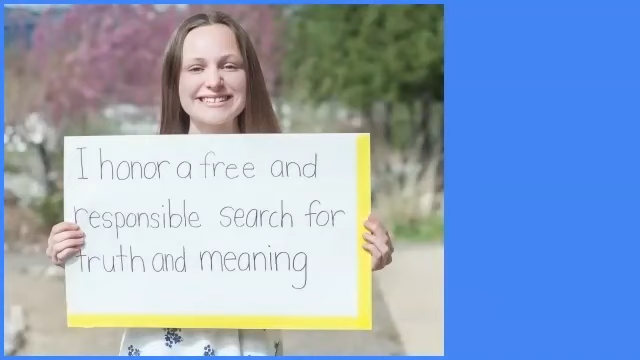 I honor a free and
responsible search for
truth and meaning